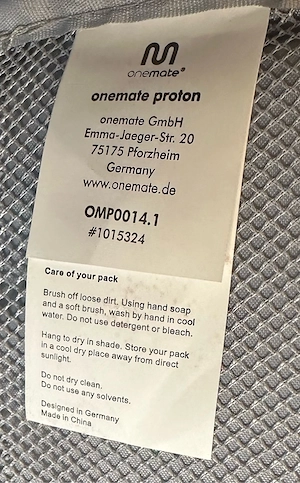 onemate®
onemate proton
onemate GmbH
Emma-Jaeger-Str. 20
75175 Pforzheim
Germany
www.onemate.de
OMP0014.1
#1015324
Care of your pack
Brush off loose dirt. Using hand soap
and a soft brush, wash by hand in cool
water. Do not use detergent or bleach.
Hang to dry in shade. Store your pack
in a cool dry place away from direct
sunlight.
Do not dry clean.
Do not use any solvents.
Designed in Germany
Made in China